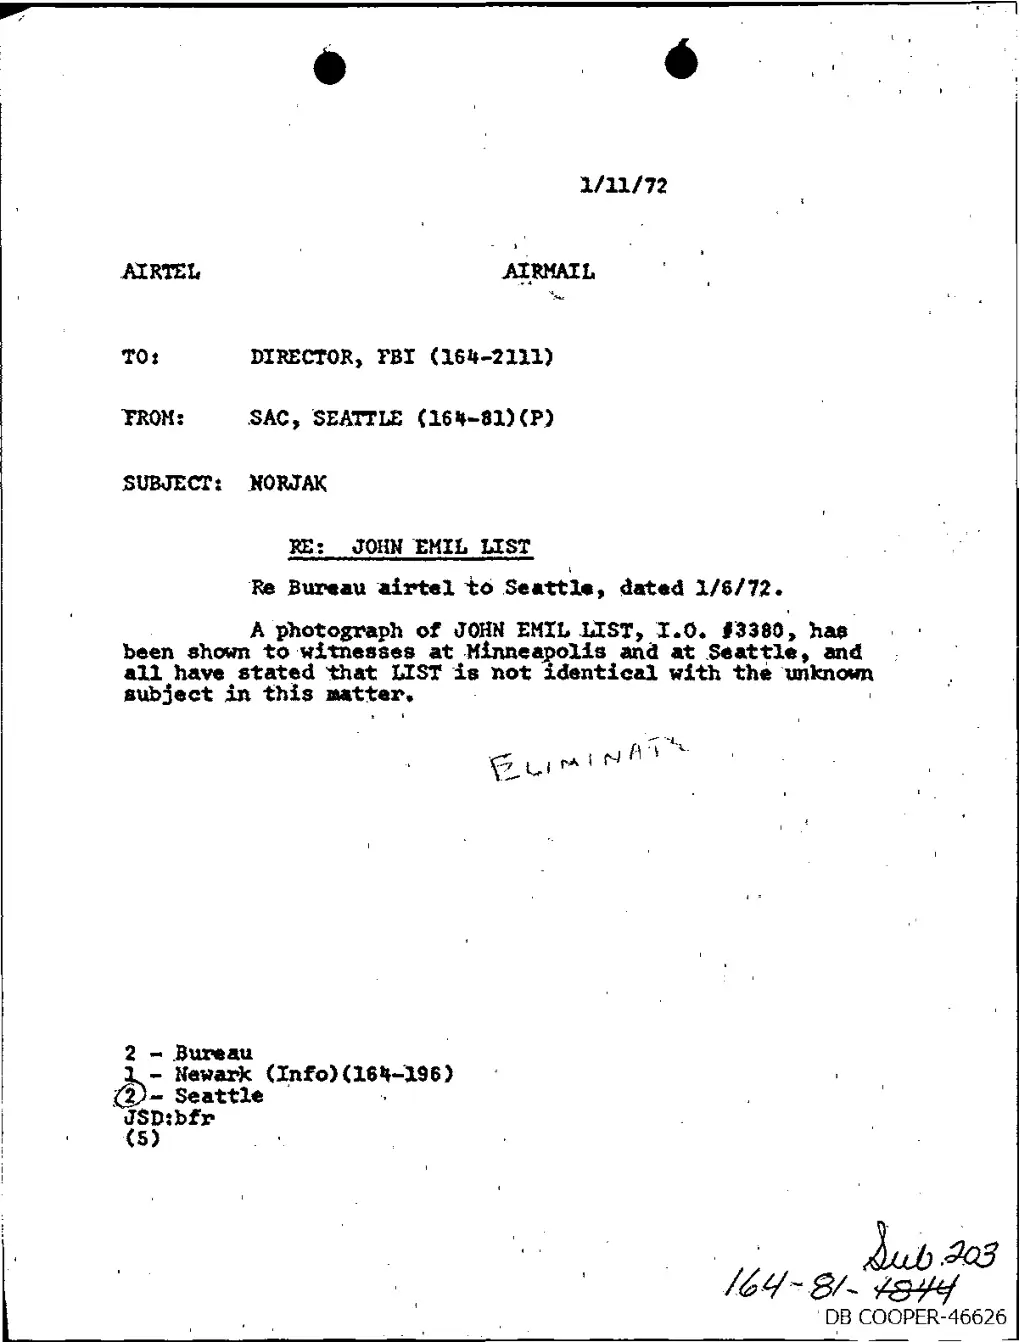 1/11/72
AIRTEL AIRMAIL
TO: DIRECTOR, FBI (164-2111)
FROM: SAC, SEATTLE (164-81)(P)
SUBJECT: NORJAK
RE: JOHN EMIL LIST
Re Bureau airtel to Seattle, dated 1/6/72.
A photograph of JOHN EMIL LIST, I.O. #3380, has
been shown to witnesses at Minneapolis and at Seattle, and
all have stated that LIST is not identical with the unknown
subject in this matter.
ELIMINATE
2 - Bureau
1 - Newark (Info)(164-196)
2 - Seattle
JSD:bfr
(5)
Sub 203
164-81-4844
DB COOPER-46626